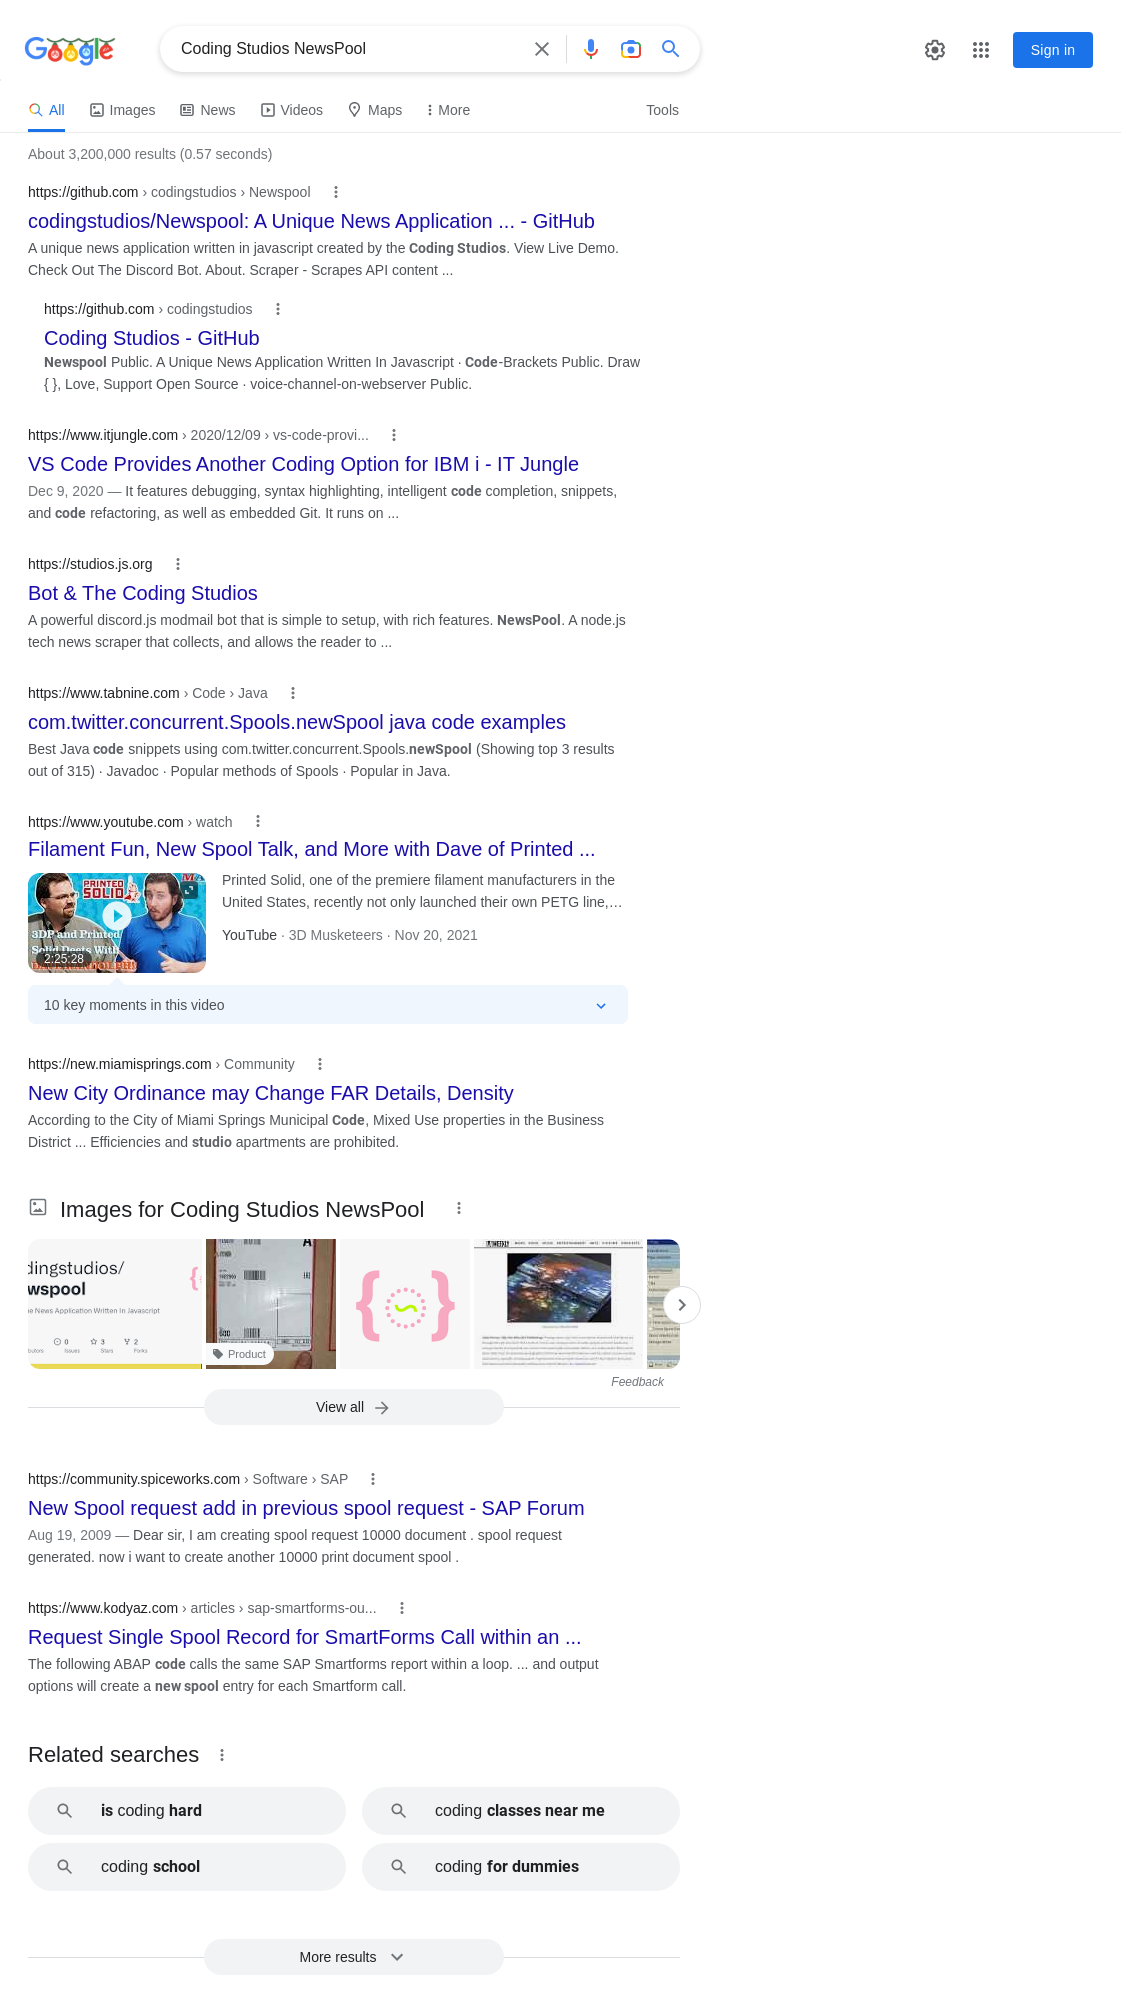 Google
Coding Studios NewsPool
Sign in
All
Images
News
Videos
Maps
More
Tools
About 3,200,000 results (0.57 seconds)
https://github.com › codingstudios › Newspool
codingstudios/Newspool: A Unique News Application ... - GitHub
A unique news application written in javascript created by the Coding Studios. View Live Demo.
Check Out The Discord Bot. About. Scraper - Scrapes API content ...
https://github.com › codingstudios
Coding Studios - GitHub
Newspool Public. A Unique News Application Written In Javascript · Code-Brackets Public. Draw
{ }, Love, Support Open Source · voice-channel-on-webserver Public.
https://www.itjungle.com › 2020/12/09 › vs-code-provi...
VS Code Provides Another Coding Option for IBM i - IT Jungle
Dec 9, 2020 — It features debugging, syntax highlighting, intelligent code completion, snippets,
and code refactoring, as well as embedded Git. It runs on ...
https://studios.js.org
Bot & The Coding Studios
A powerful discord.js modmail bot that is simple to setup, with rich features. NewsPool. A node.js
tech news scraper that collects, and allows the reader to ...
https://www.tabnine.com › Code › Java
com.twitter.concurrent.Spools.newSpool java code examples
Best Java code snippets using com.twitter.concurrent.Spools.newSpool (Showing top 3 results
out of 315) · Javadoc · Popular methods of Spools · Popular in Java.
https://www.youtube.com › watch
Filament Fun, New Spool Talk, and More with Dave of Printed ...
PRINTED
SOLID
3DP and Printed
Solid Deets With
2:25:28
Printed Solid, one of the premiere filament manufacturers in the
United States, recently not only launched their own PETG line,…
YouTube · 3D Musketeers · Nov 20, 2021
10 key moments in this video
https://new.miamisprings.com › Community
New City Ordinance may Change FAR Details, Density
According to the City of Miami Springs Municipal Code, Mixed Use properties in the Business
District ... Efficiencies and studio apartments are prohibited.
Images for Coding Studios NewsPool
dingstudios/
wspool
e News Application Written In Javascript
0
3
2
Issues
Stars
Forks
Product
Feedback
View all
https://community.spiceworks.com › Software › SAP
New Spool request add in previous spool request - SAP Forum
Aug 19, 2009 — Dear sir, I am creating spool request 10000 document . spool request
generated. now i want to create another 10000 print document spool .
https://www.kodyaz.com › articles › sap-smartforms-ou...
Request Single Spool Record for SmartForms Call within an ...
The following ABAP code calls the same SAP Smartforms report within a loop. ... and output
options will create a new spool entry for each Smartform call.
Related searches
is coding hard
coding classes near me
coding school
coding for dummies
More results